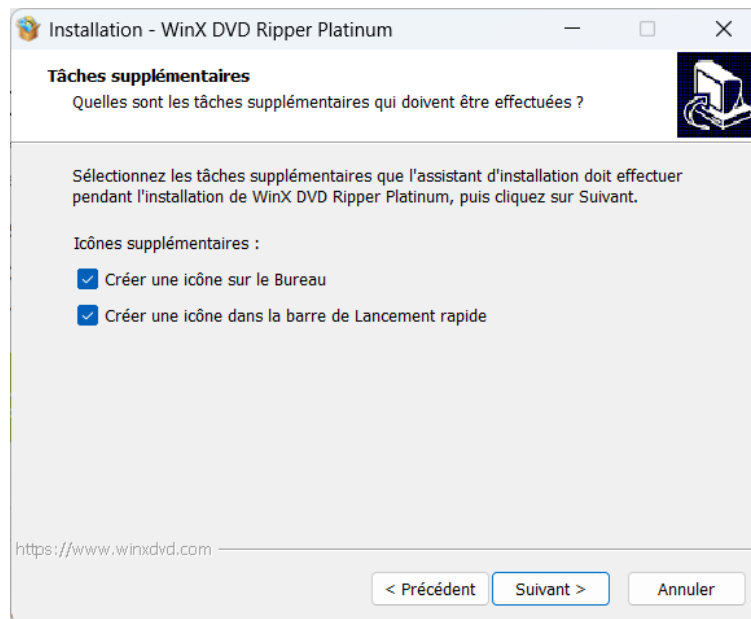 Installation - WinX DVD Ripper Platinum
Tâches supplémentaires
Quelles sont les tâches supplémentaires qui doivent être effectuées ?
Sélectionnez les tâches supplémentaires que l'assistant d'installation doit effectuer
pendant l'installation de WinX DVD Ripper Platinum, puis cliquez sur Suivant.
Icônes supplémentaires :
Créer une icône sur le Bureau
Créer une icône dans la barre de Lancement rapide
https://www.winxdvd.com
< Précédent
Suivant >
Annuler